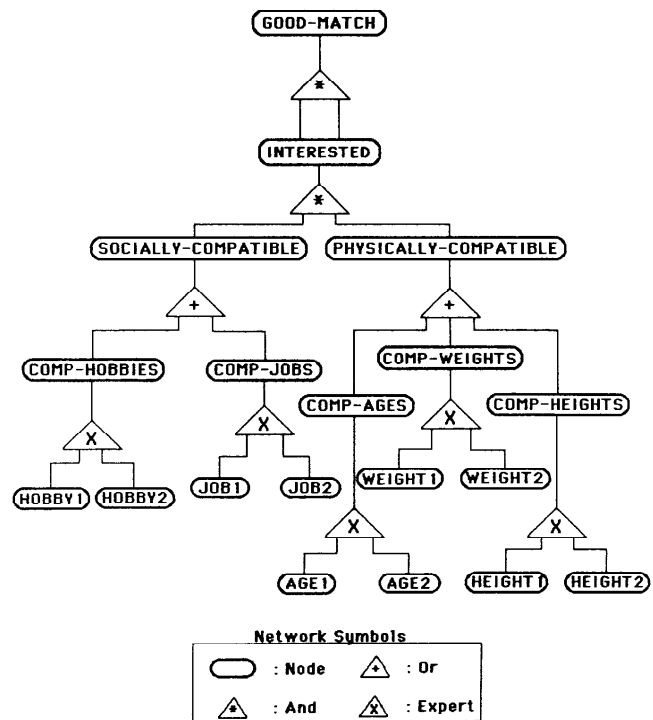 GOOD-MATCH
*
INTERESTED
*
SOCIALLY-COMPATIBLE PHYSICALLY-COMPATIBLE
+ +
COMP-HOBBIES COMP-JOBS COMP-WEIGHTS
COMP-AGES COMP-HEIGHTS
X X X
HOBBY1 HOBBY2 JOB1 JOB2 WEIGHT1 WEIGHT2
X X
AGE1 AGE2 HEIGHT1 HEIGHT2
Network Symbols
: Node + : Or
* : And X : Expert